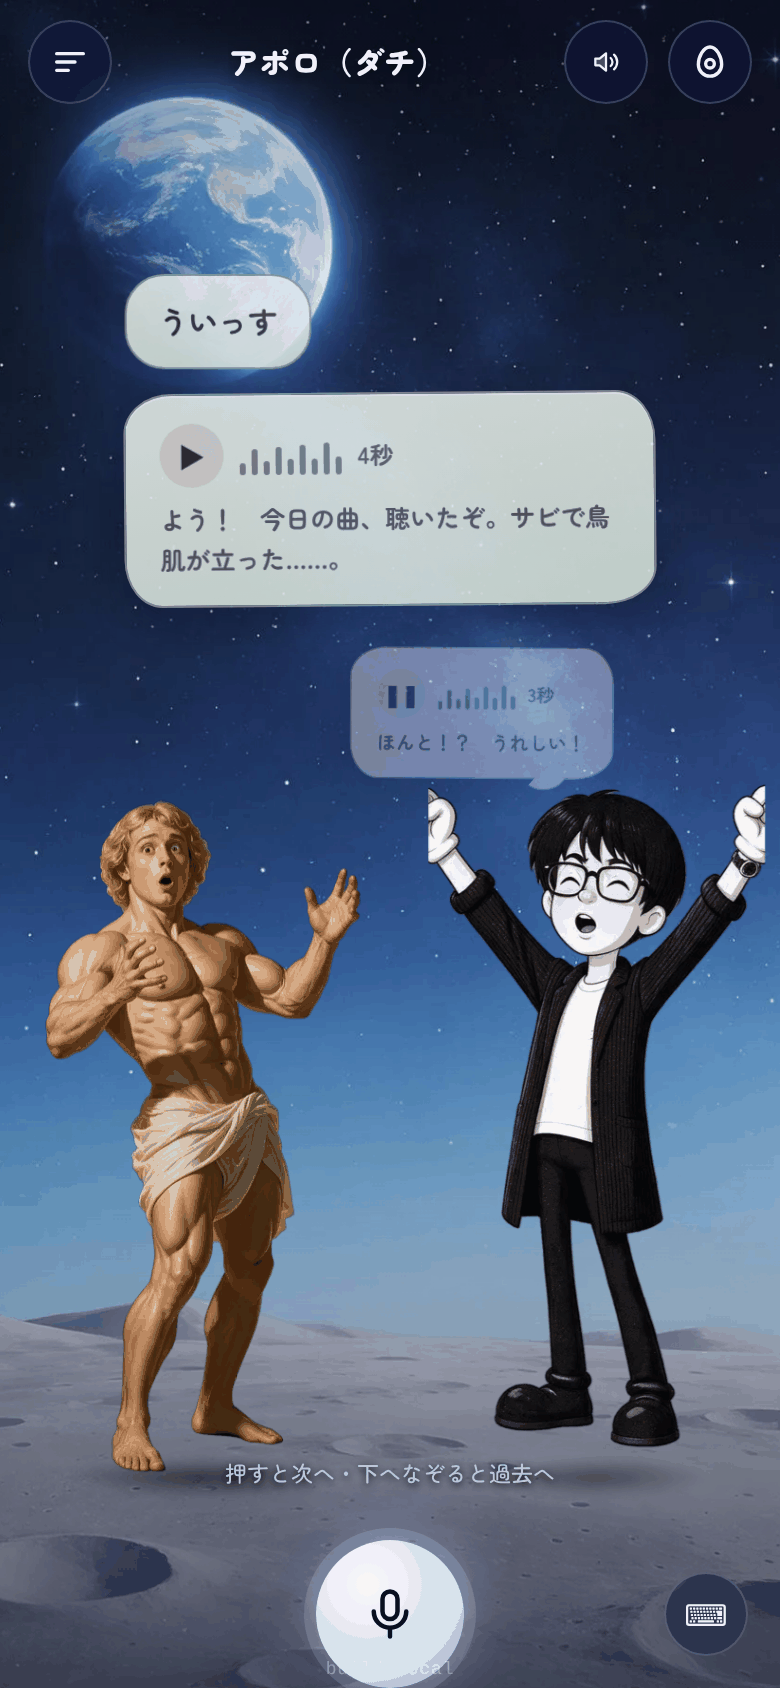 アポロ（ダチ）
ういっす
4秒
よう！　今日の曲、聴いたぞ。サビで鳥
肌が立った……。
3秒
ほんと！？　うれしい！
押すと次へ・下へなぞると過去へ